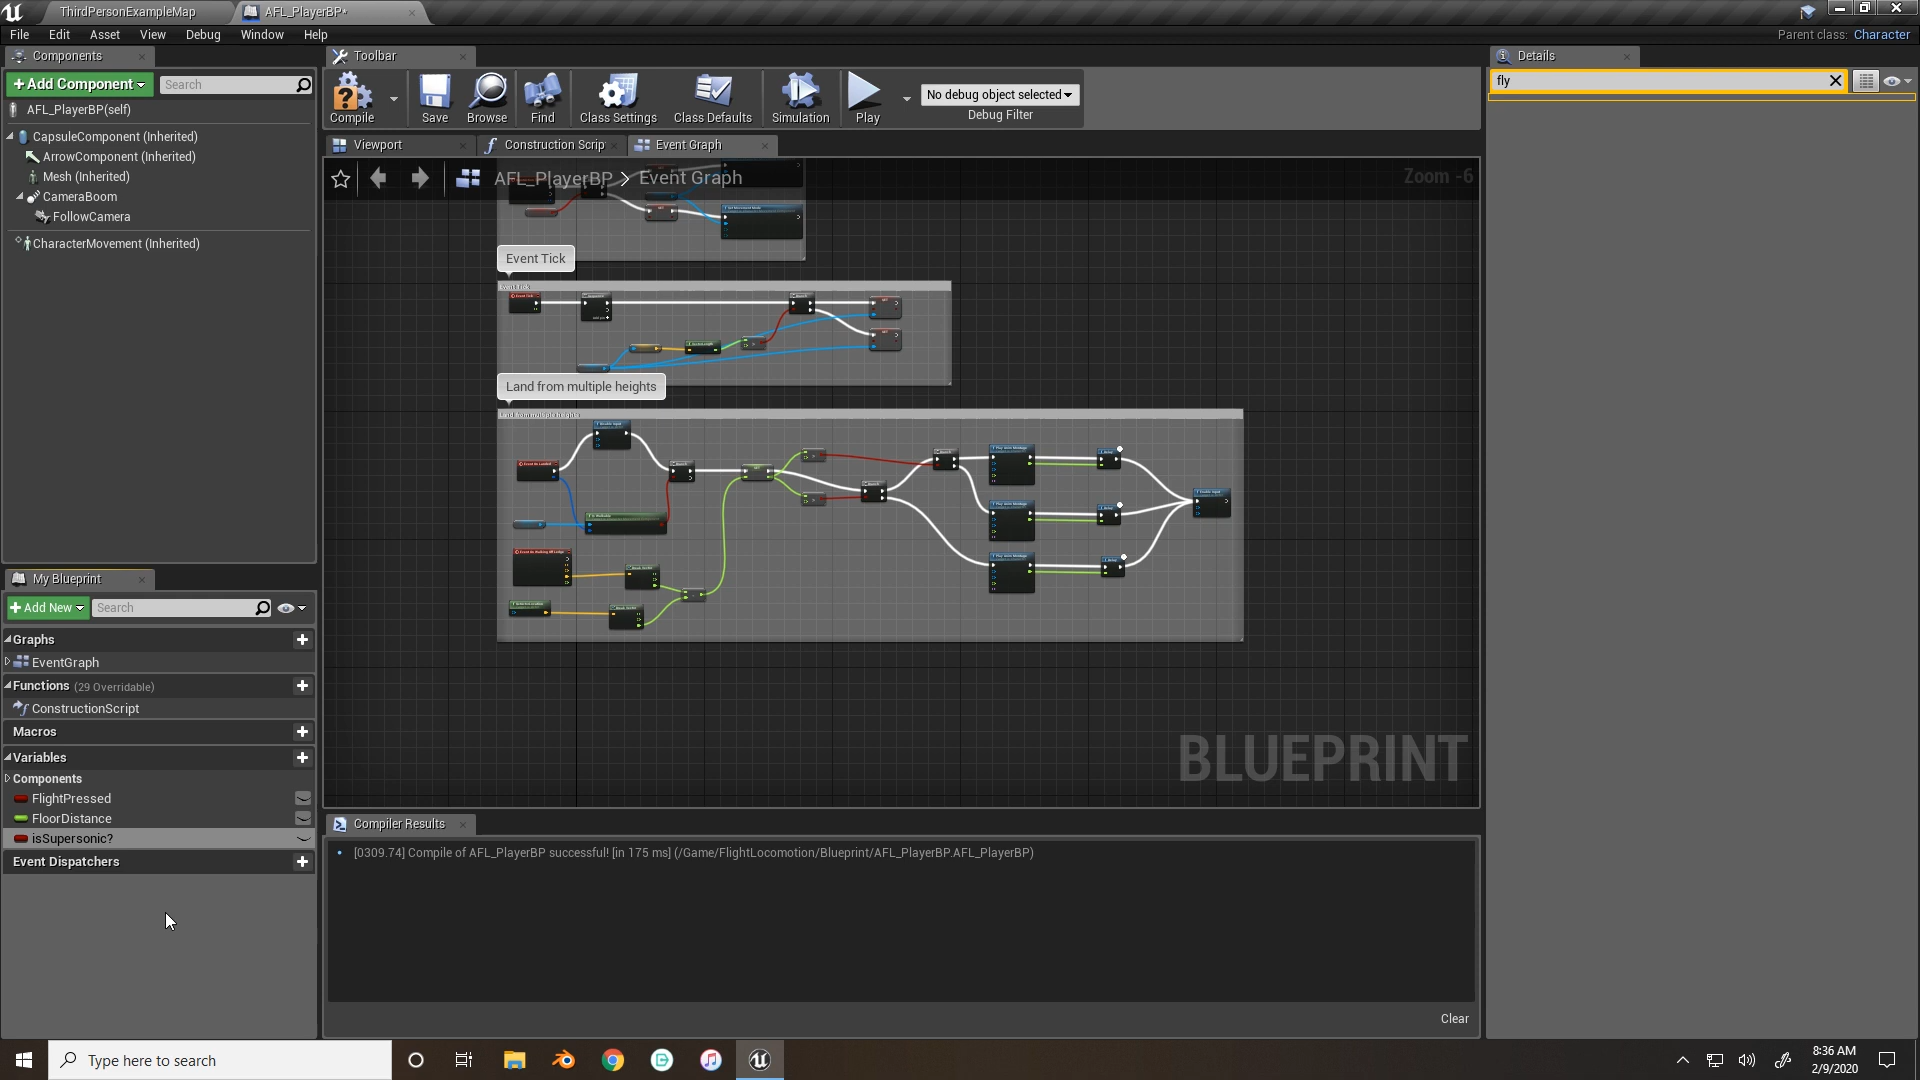 ThirdPersonExampleMap
AFL_PlayerBP*
File Edit Asset View Debug Window Help
Parent class: Character
Components
Toolbar
Details
+Add Component
Search
fly
AFL_PlayerBP(self)
CapsuleComponent (Inherited)
ArrowComponent (Inherited)
Mesh (Inherited)
CameraBoom
FollowCamera
CharacterMovement (Inherited)
Compile
Save
Browse
Find
Class Settings
Class Defaults
Simulation
Play
No debug object selected
Debug Filter
Viewport
Construction Scrip
Event Graph
AFL_PlayerBP > Event Graph
Zoom -6
Event Tick
Land from multiple heights
BLUEPRINT
My Blueprint
+Add New
Search
Graphs
EventGraph
Functions (29 Overridable)
ConstructionScript
Macros
Variables
Components
FlightPressed
FloorDistance
isSupersonic?
Event Dispatchers
Compiler Results
[0309.74] Compile of AFL_PlayerBP successful! [in 175 ms] (/Game/FlightLocomotion/Blueprint/AFL_PlayerBP.AFL_PlayerBP)
Clear
Type here to search
8:36 AM
2/9/2020